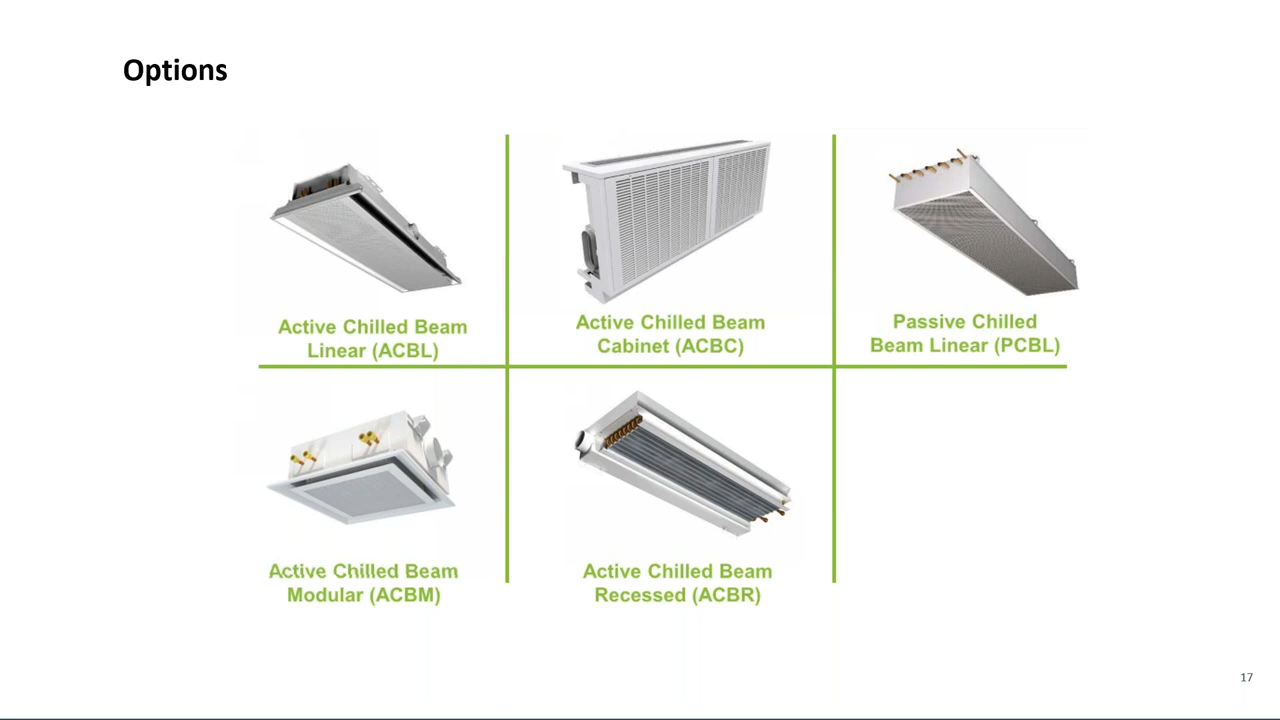 Options
Active Chilled Beam
Linear (ACBL)
Active Chilled Beam
Cabinet (ACBC)
Passive Chilled
Beam Linear (PCBL)
Active Chilled Beam
Modular (ACBM)
Active Chilled Beam
Recessed (ACBR)
17